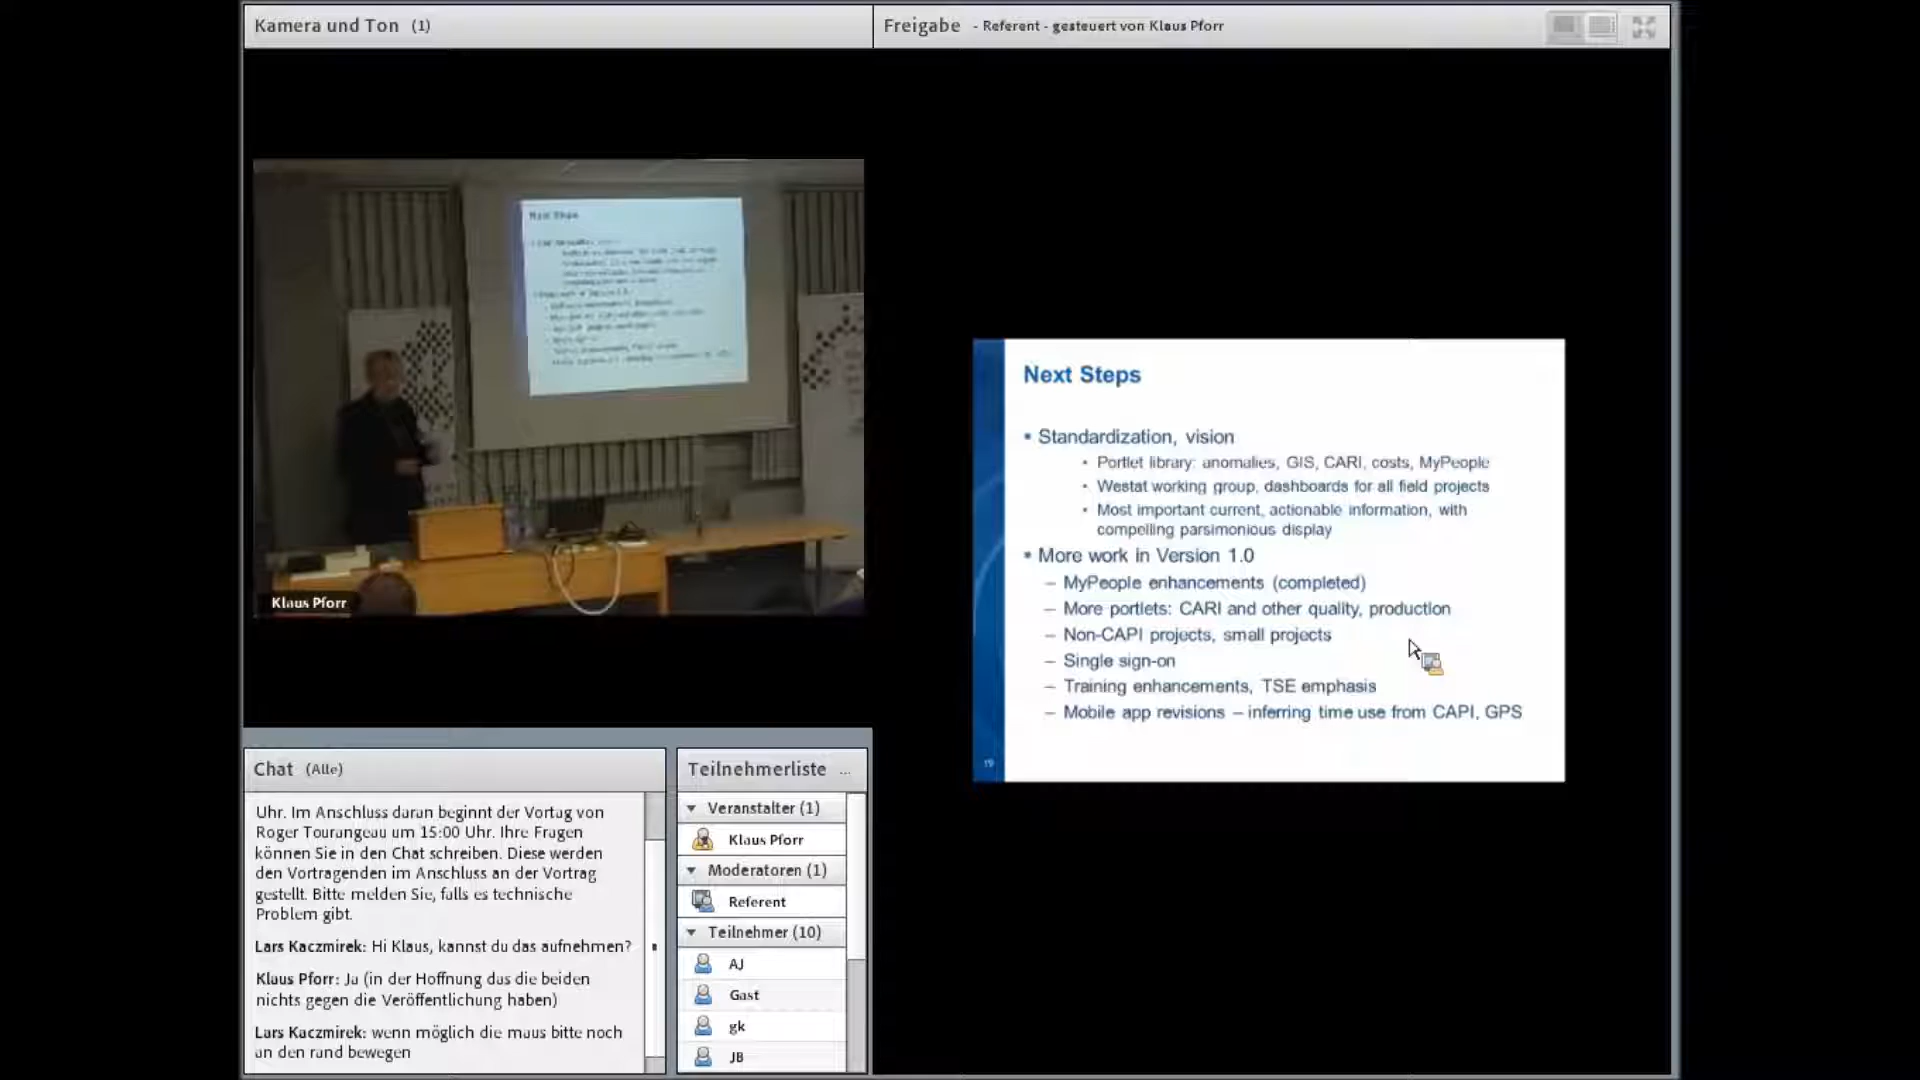 Kamera und Ton (1)
Freigabe - Referent - gesteuert von Klaus Pforr
Next Steps
Klaus Pforr
Next Steps
▪ Standardization, vision
• Portlet library: anomalies, GIS, CARI, costs, MyPeople
• Westat working group, dashboards for all field projects
• Most important current, actionable information, with
compelling parsimonious display
▪ More work in Version 1.0
– MyPeople enhancements (completed)
– More portlets: CARI and other quality, production
– Non-CAPI projects, small projects
– Single sign-on
– Training enhancements, TSE emphasis
– Mobile app revisions – inferring time use from CAPI, GPS
19
Chat (Alle)
Uhr. Im Anschluss daran beginnt der Vortag von
Roger Tourangeau um 15:00 Uhr. Ihre Fragen
können Sie in den Chat schreiben. Diese werden
den Vortragenden im Anschluss an der Vortrag
gestellt. Bitte melden Sie, falls es technische
Problem gibt.
Lars Kaczmirek: Hi Klaus, kannst du das aufnehmen?
Klaus Pforr: Ja (in der Hoffnung das die beiden
nichts gegen die Veröffentlichung haben)
Lars Kaczmirek: wenn möglich die maus bitte noch
an den rand bewegen
Teilnehmerliste ...
Veranstalter (1)
Klaus Pforr
Moderatoren (1)
Referent
Teilnehmer (10)
AJ
Gast
gk
JB